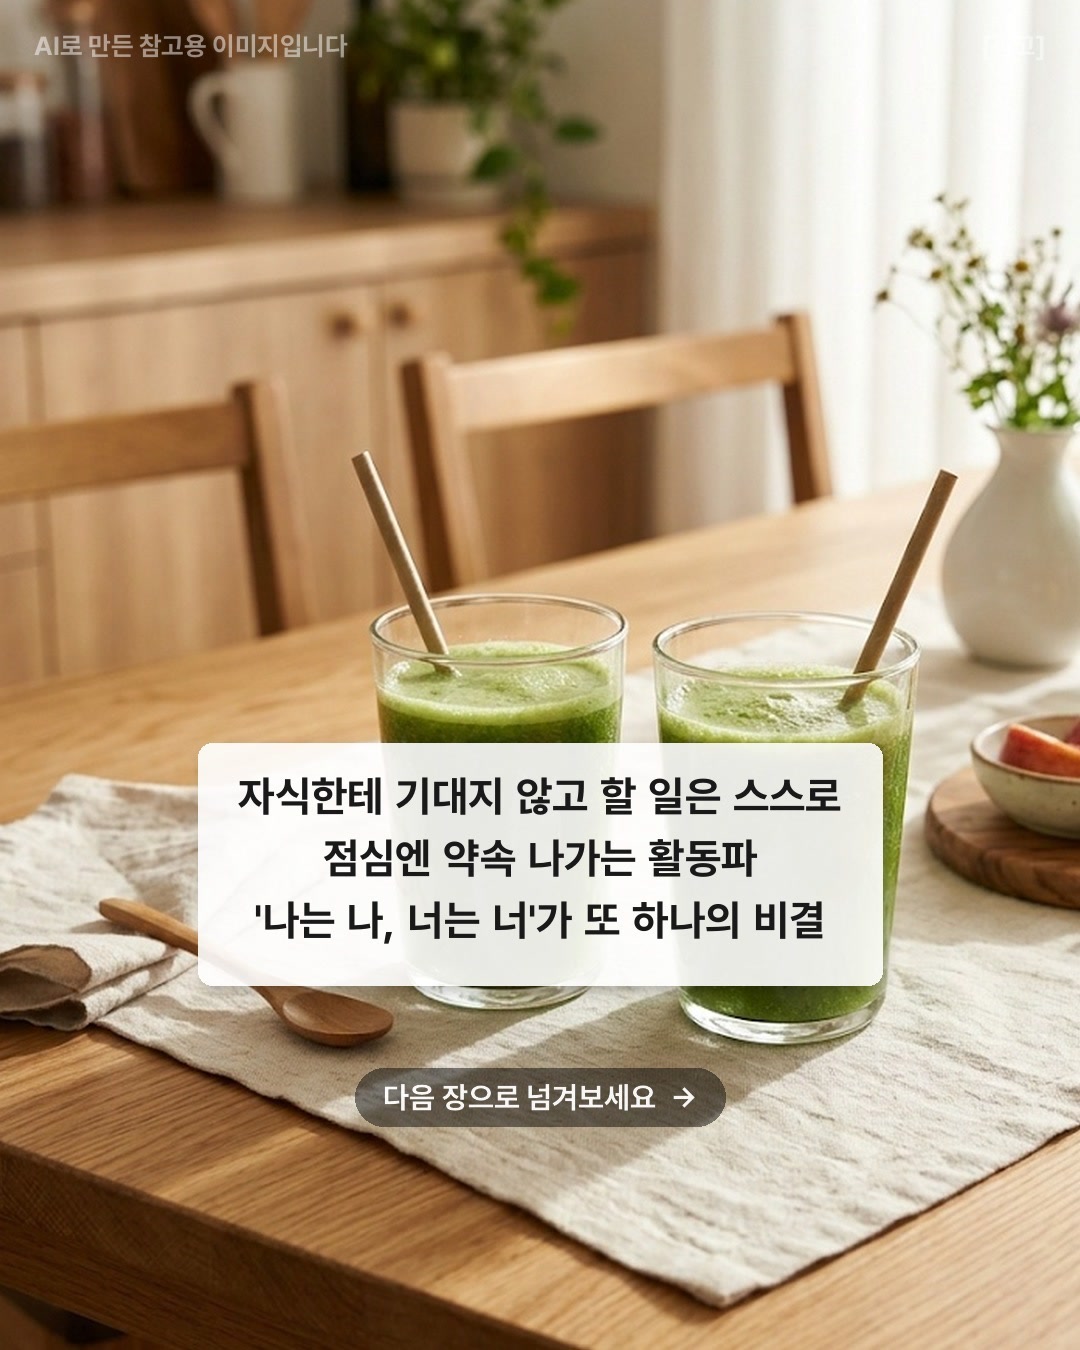 AI로 만든 참고용 이미지입니다
자식한테 기대지 않고 할 일은 스스로
점심엔 약속 나가는 활동파
'나는 나, 너는 너'가 또 하나의 비결
다음 장으로 넘겨보세요 →